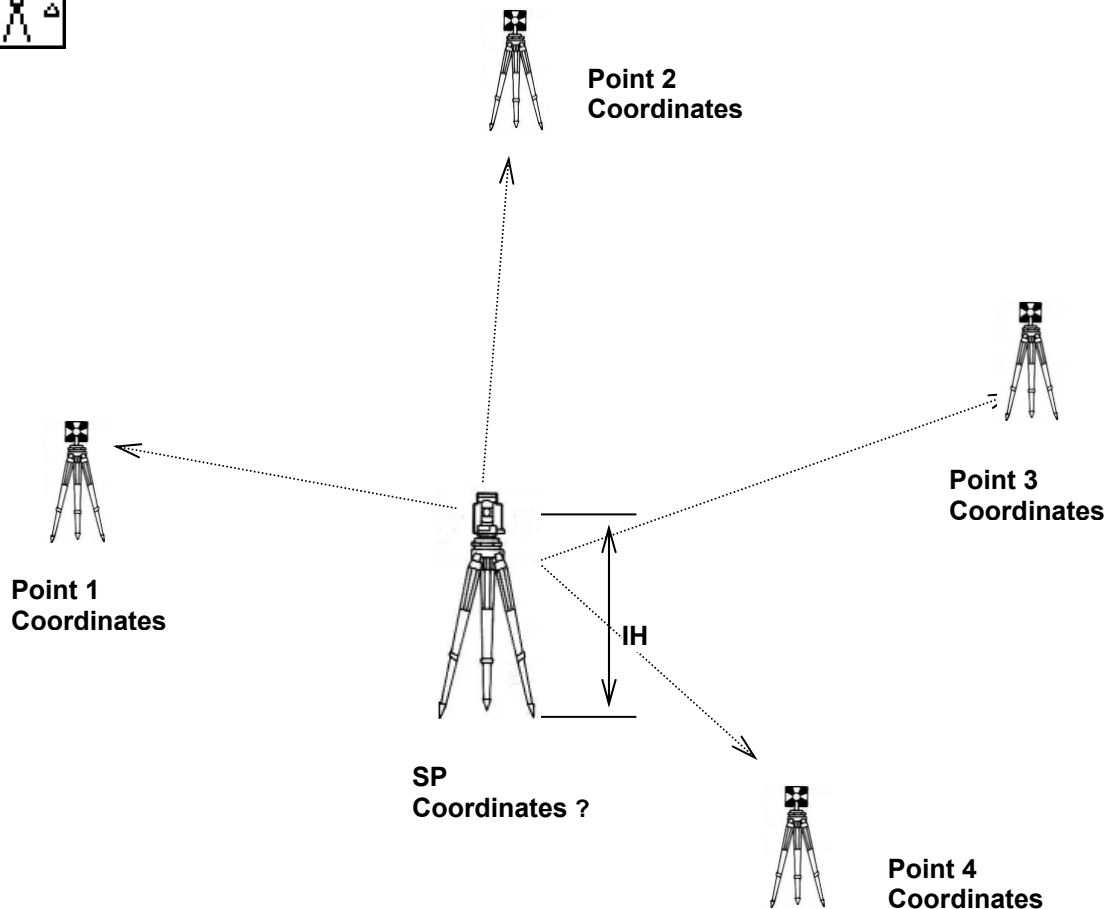 Point 2
Coordinates
Point 3
Coordinates
Point 1
Coordinates
IH
SP
Coordinates ?
Point 4
Coordinates